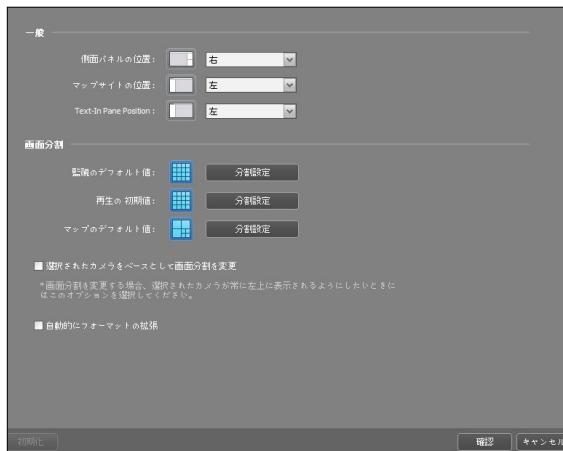 一般
側面パネルの位置： 右
マップサイトの位置： 左
Text-In Pane Position： 左
画面分割
監視のデフォルト値： 分割設定
再生の 初期値： 分割設定
マップのデフォルト値： 分割設定
選択されたカメラをベースとして画面分割を変更
*画面分割を変更する場合、選択されたカメラが常に左上に表示されるようにしたいときに
はこのオプションを選択してください。
自動的にフォーマットの拡張
初期化 確認 キャンセル